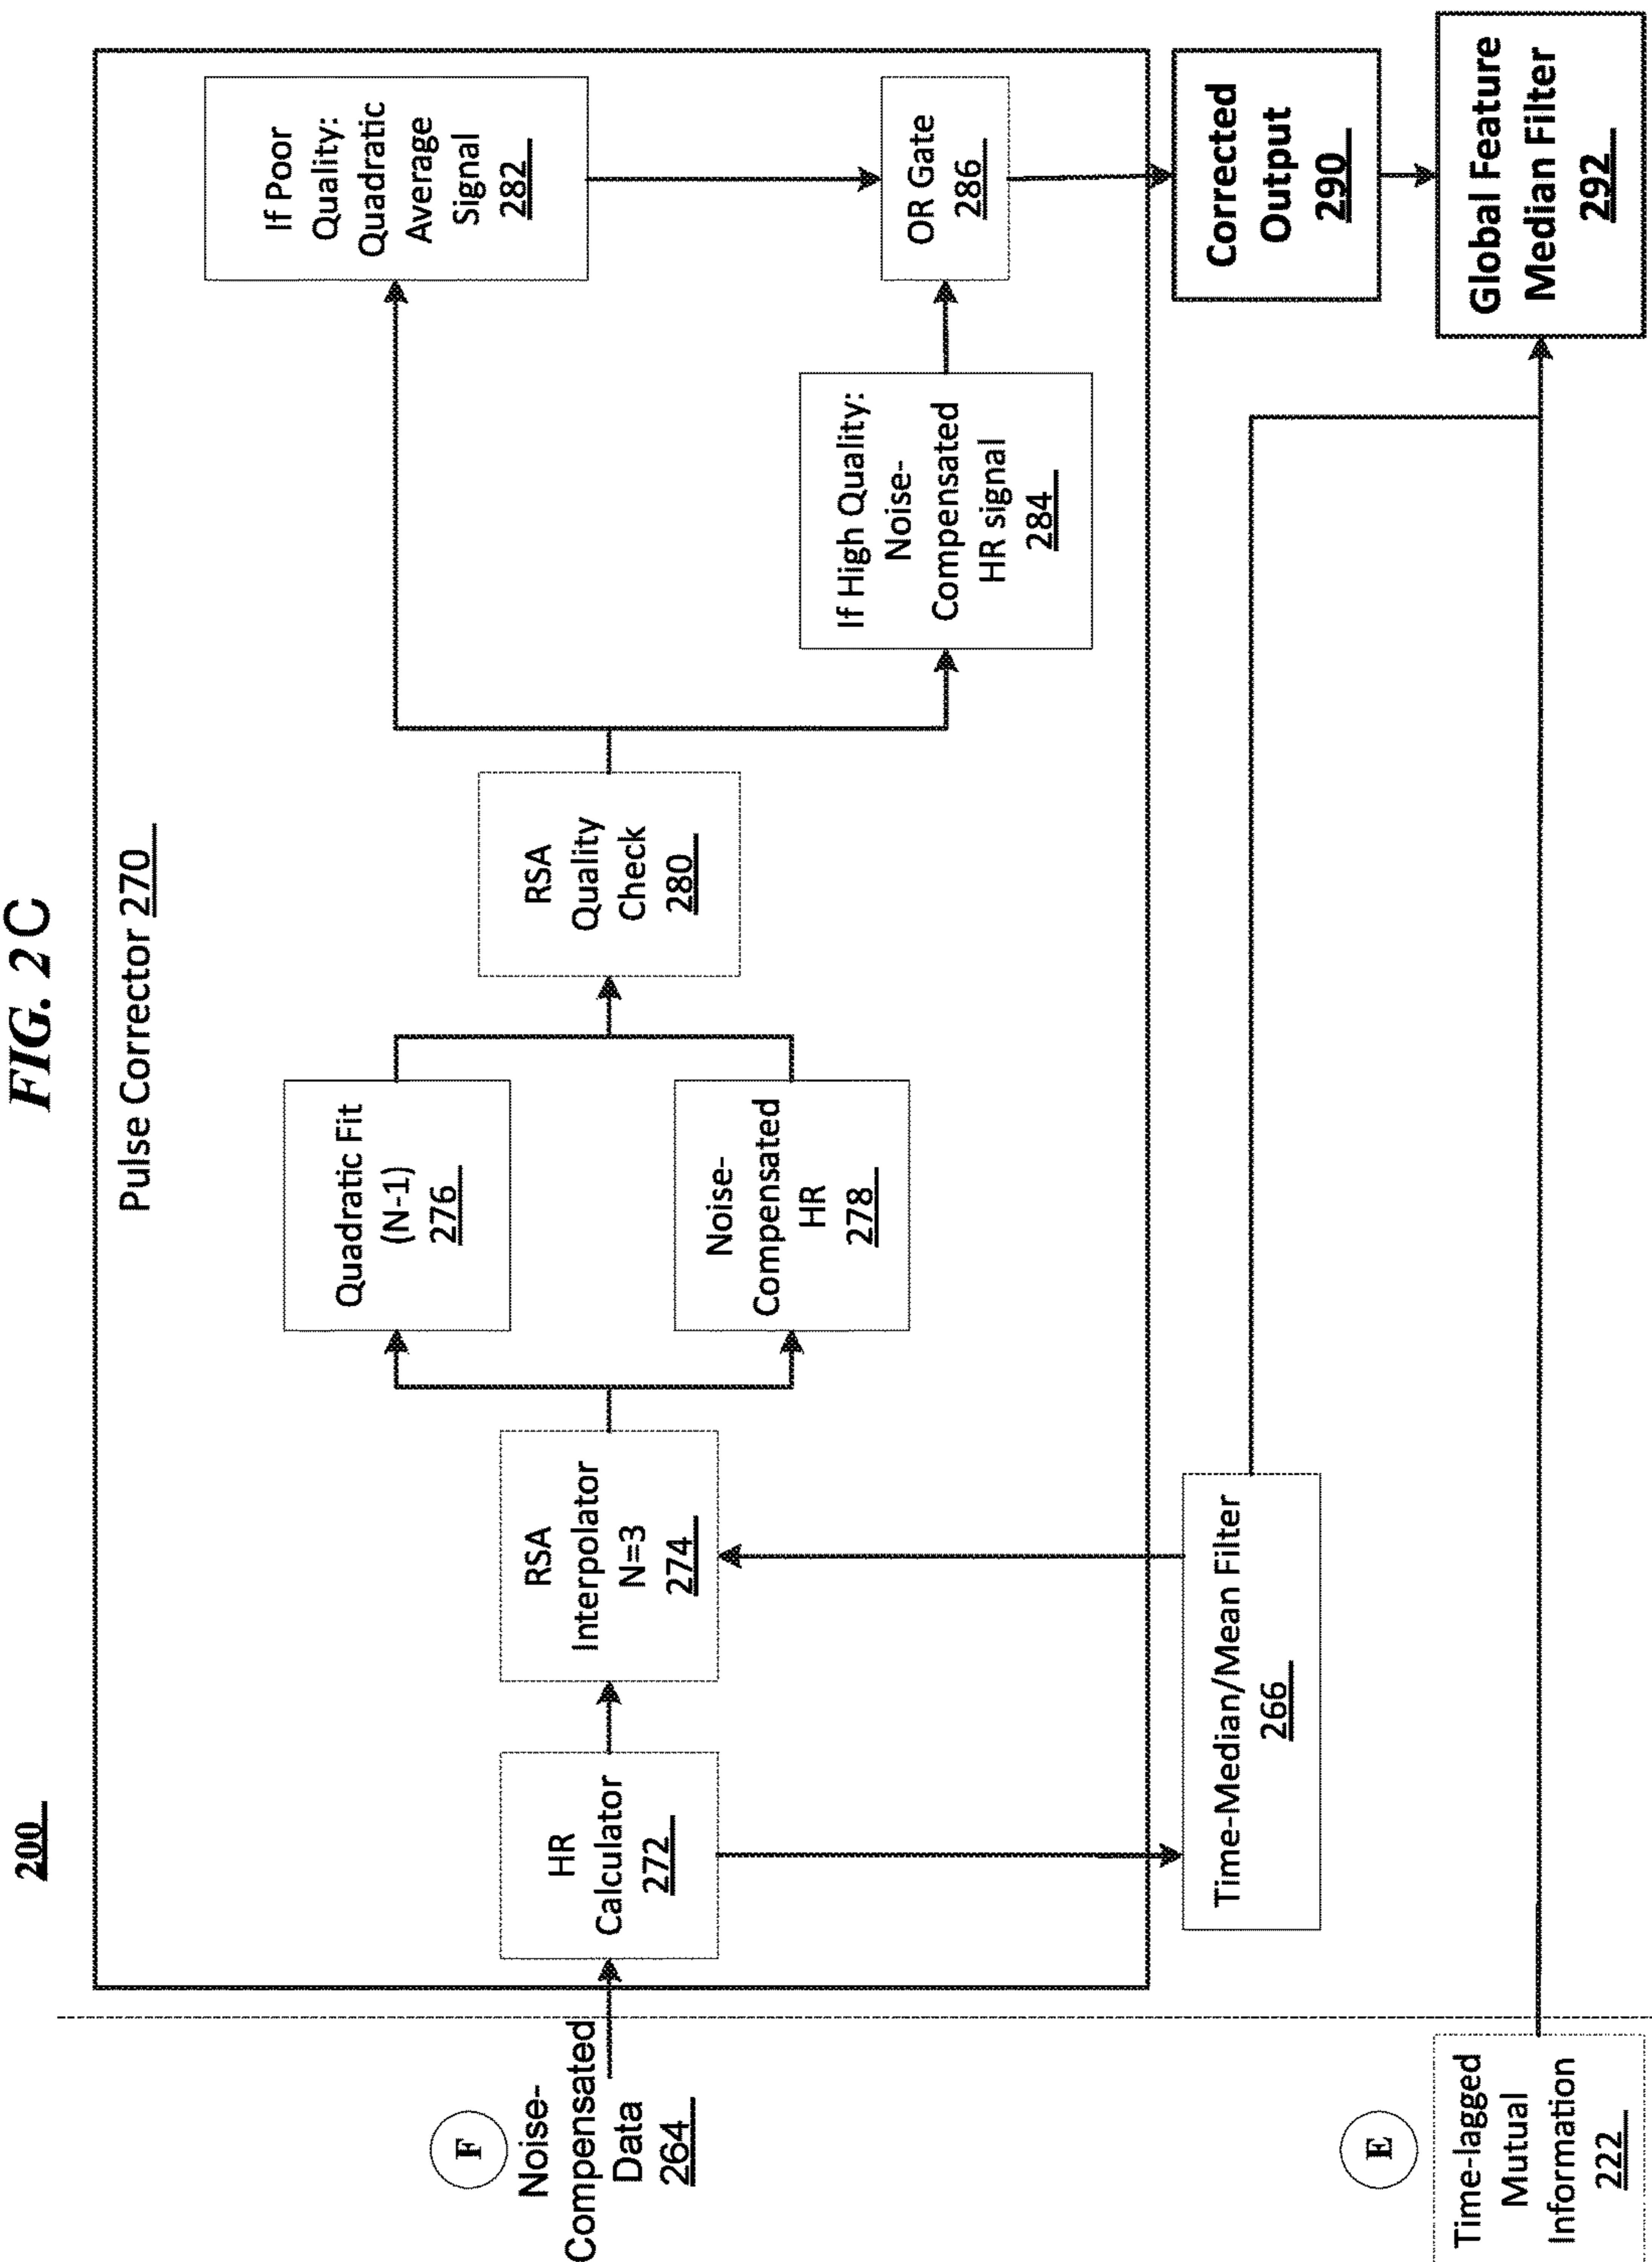 FIG. 2C
200
Pulse Corrector 270
F
Noise-
Compensated
Data
264
HR
Calculator
272
RSA
Interpolator
N=3
274
Quadratic Fit
(N-1)
276
Noise-
Compensated
HR
278
RSA
Quality
Check
280
If Poor
Quality:
Quadratic
Average
Signal
282
If High Quality:
Noise-
Compensated
HR signal
284
OR Gate
286
Time-Median/Mean Filter
266
Corrected
Output
290
E
Time-lagged
Mutual
Information
222
Global Feature
Median Filter
292